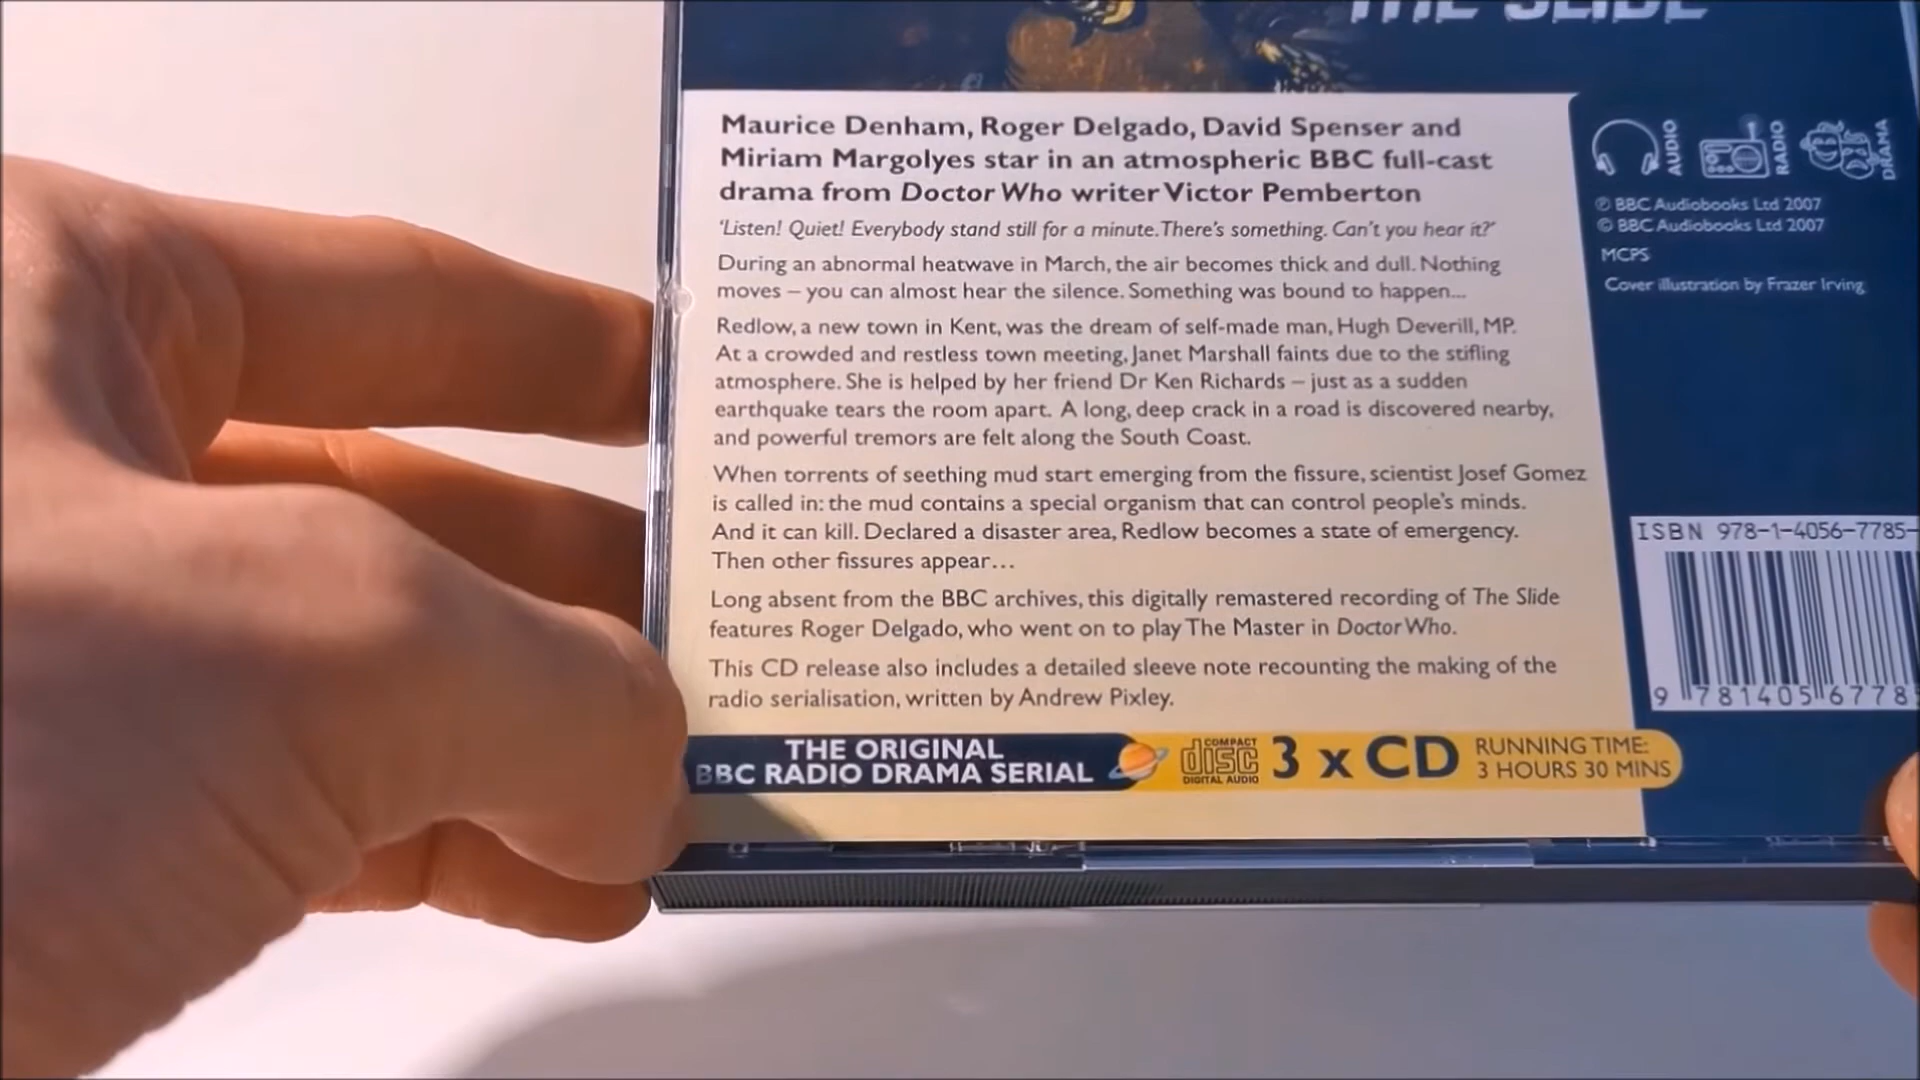 THE SLIDE
Maurice Denham, Roger Delgado, David Spenser and
Miriam Margolyes star in an atmospheric BBC full-cast
drama from Doctor Who writer Victor Pemberton
'Listen! Quiet! Everybody stand still for a minute. There's something. Can't you hear it?'
During an abnormal heatwave in March, the air becomes thick and dull. Nothing
moves – you can almost hear the silence. Something was bound to happen...
Redlow, a new town in Kent, was the dream of self-made man, Hugh Deverill, MP.
At a crowded and restless town meeting, Janet Marshall faints due to the stifling
atmosphere. She is helped by her friend Dr Ken Richards – just as a sudden
earthquake tears the room apart. A long, deep crack in a road is discovered nearby,
and powerful tremors are felt along the South Coast.
When torrents of seething mud start emerging from the fissure, scientist Josef Gomez
is called in: the mud contains a special organism that can control people's minds.
And it can kill. Declared a disaster area, Redlow becomes a state of emergency.
Then other fissures appear...
Long absent from the BBC archives, this digitally remastered recording of The Slide
features Roger Delgado, who went on to play The Master in Doctor Who.
This CD release also includes a detailed sleeve note recounting the making of the
radio serialisation, written by Andrew Pixley.
THE ORIGINAL
BBC RADIO DRAMA SERIAL
COMPACT
disc
DIGITAL AUDIO
3 x CD
RUNNING TIME:
3 HOURS 30 MINS
AUDIO
RADIO
DRAMA
℗ BBC Audiobooks Ltd 2007
© BBC Audiobooks Ltd 2007
MCPS
Cover illustration by Frazer Irving
ISBN 978-1-4056-7785-
9 781405 6778